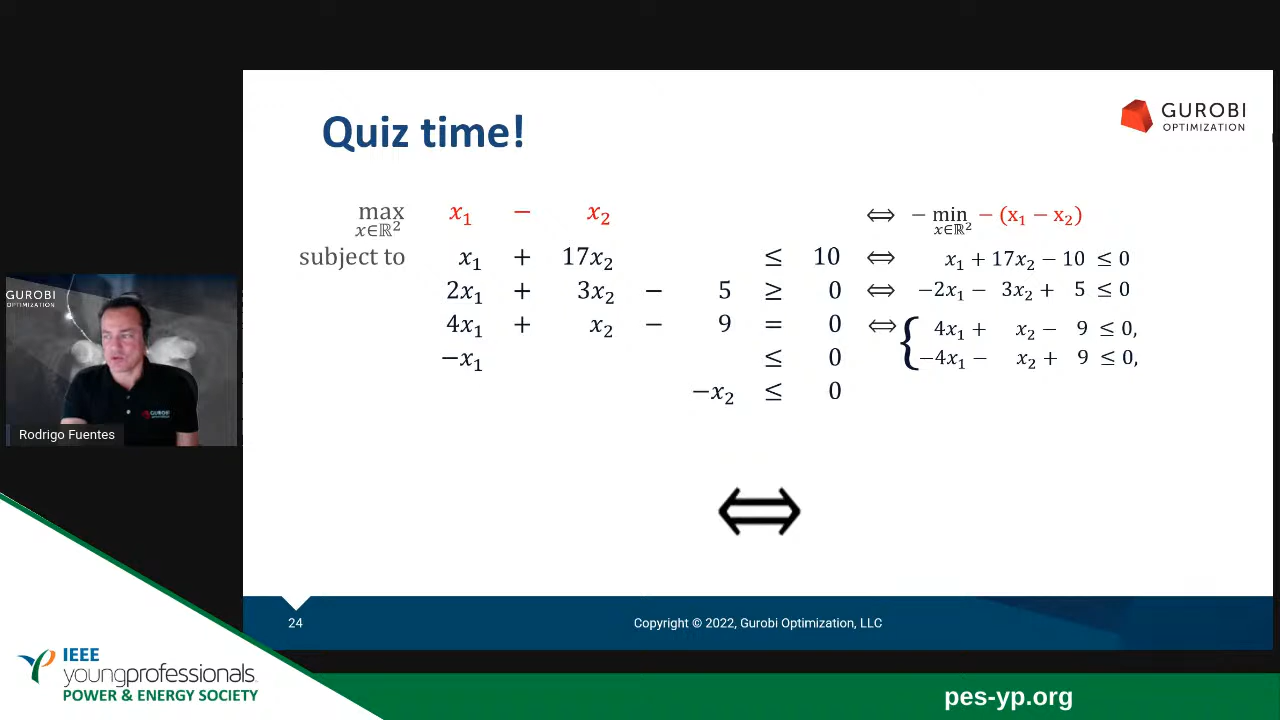 Quiz time!
GUROBI
OPTIMIZATION
max x₁ − x₂ ⟺ − min − (x₁ − x₂)
x∈ℝ² x∈ℝ²
subject to x₁ + 17x₂ ≤ 10 ⟺ x₁ + 17x₂ − 10 ≤ 0
2x₁ + 3x₂ − 5 ≥ 0 ⟺ −2x₁ − 3x₂ + 5 ≤ 0
4x₁ + x₂ − 9 = 0 ⟺ { 4x₁ + x₂ − 9 ≤ 0,
−4x₁ − x₂ + 9 ≤ 0,
−x₁ ≤ 0
−x₂ ≤ 0
⟺
GUROBI
OPTIMIZATION
GUROBI
Rodrigo Fuentes
24
Copyright © 2022, Gurobi Optimization, LLC
IEEE
youngprofessionals
POWER & ENERGY SOCIETY
pes-yp.org